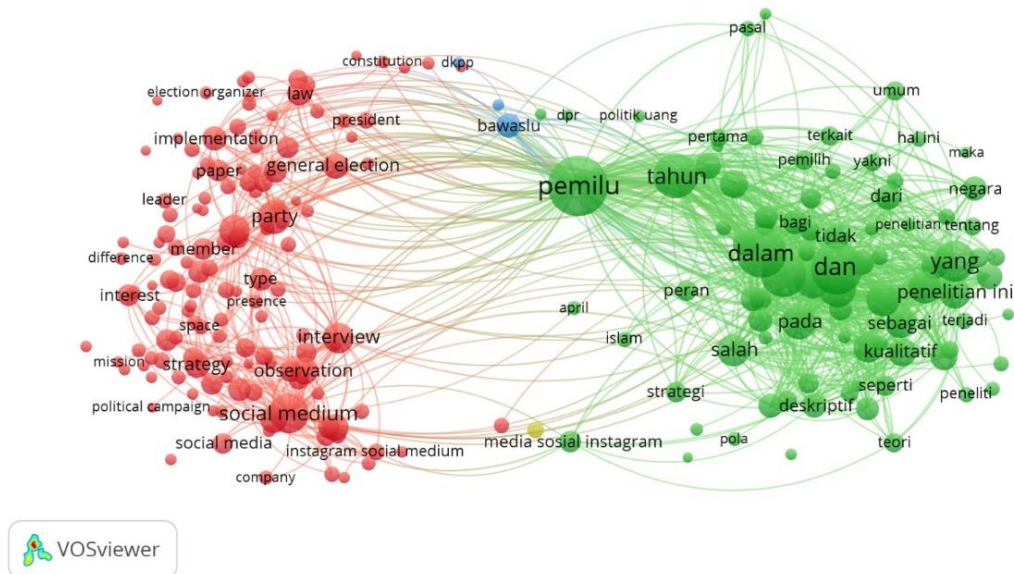 pasal
constitution
dkpp
election organizer
law
umum
president
bawaslu
dpr
politik uang
implementation
pertama
terkait
hal ini
maka
paper
general election
pemilu
tahun
pemilih
yakni
leader
dari
negara
party
bagi
tidak
penelitian
tentang
member
difference
dalam
dan
yang
type
interest
presence
peran
penelitian ini
april
space
pada
sebagai
terjadi
interview
islam
salah
kualitatif
mission
strategy
observation
strategi
seperti
peneliti
political campaign
social medium
deskriptif
social media
instagram social medium
media sosial instagram
pola
teori
company
VOSviewer